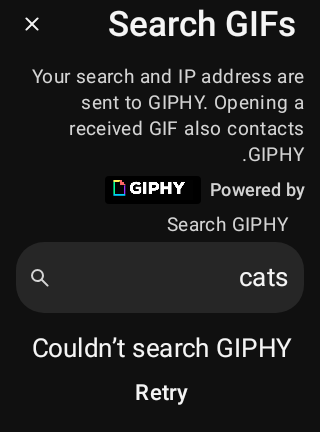 Search GIFs
Your search and IP address are
sent to GIPHY. Opening a
received GIF also contacts
.GIPHY
GIPHY Powered by
Search GIPHY
cats
Couldn’t search GIPHY
Retry